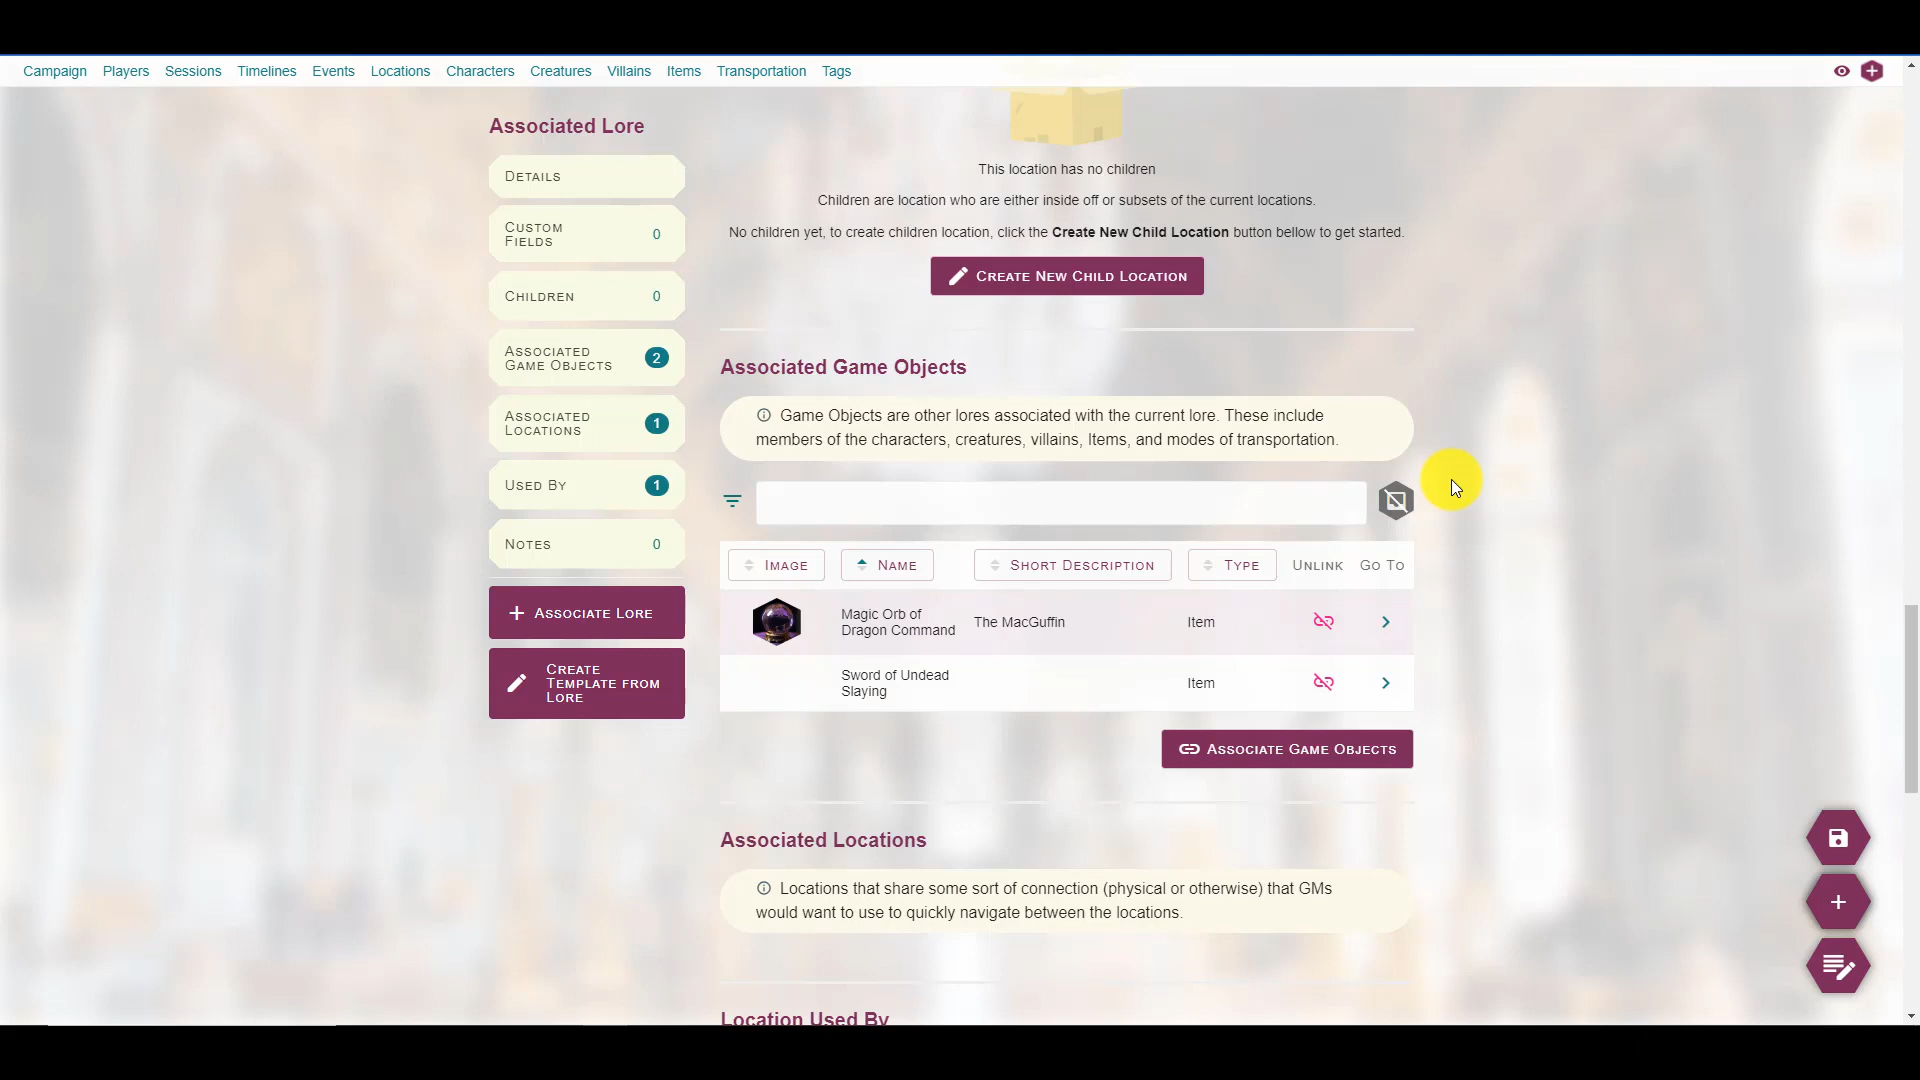 Campaign Players Sessions Timelines Events Locations Characters Creatures Villains Items Transportation Tags
Associated Lore
DETAILS
CUSTOM
FIELDS 0
CHILDREN 0
ASSOCIATED
GAME OBJECTS 2
ASSOCIATED
LOCATIONS 1
USED BY 1
NOTES 0
+ ASSOCIATE LORE
CREATE
TEMPLATE FROM
LORE
This location has no children
Children are location who are either inside off or subsets of the current locations.
No children yet, to create children location, click the Create New Child Location button bellow to get started.
CREATE NEW CHILD LOCATION
Associated Game Objects
Game Objects are other lores associated with the current lore. These include
members of the characters, creatures, villains, Items, and modes of transportation.
IMAGE NAME SHORT DESCRIPTION TYPE UNLINK GO TO
Magic Orb of
Dragon Command The MacGuffin Item
Sword of Undead
Slaying Item
ASSOCIATE GAME OBJECTS
Associated Locations
Locations that share some sort of connection (physical or otherwise) that GMs
would want to use to quickly navigate between the locations.
Location Used By